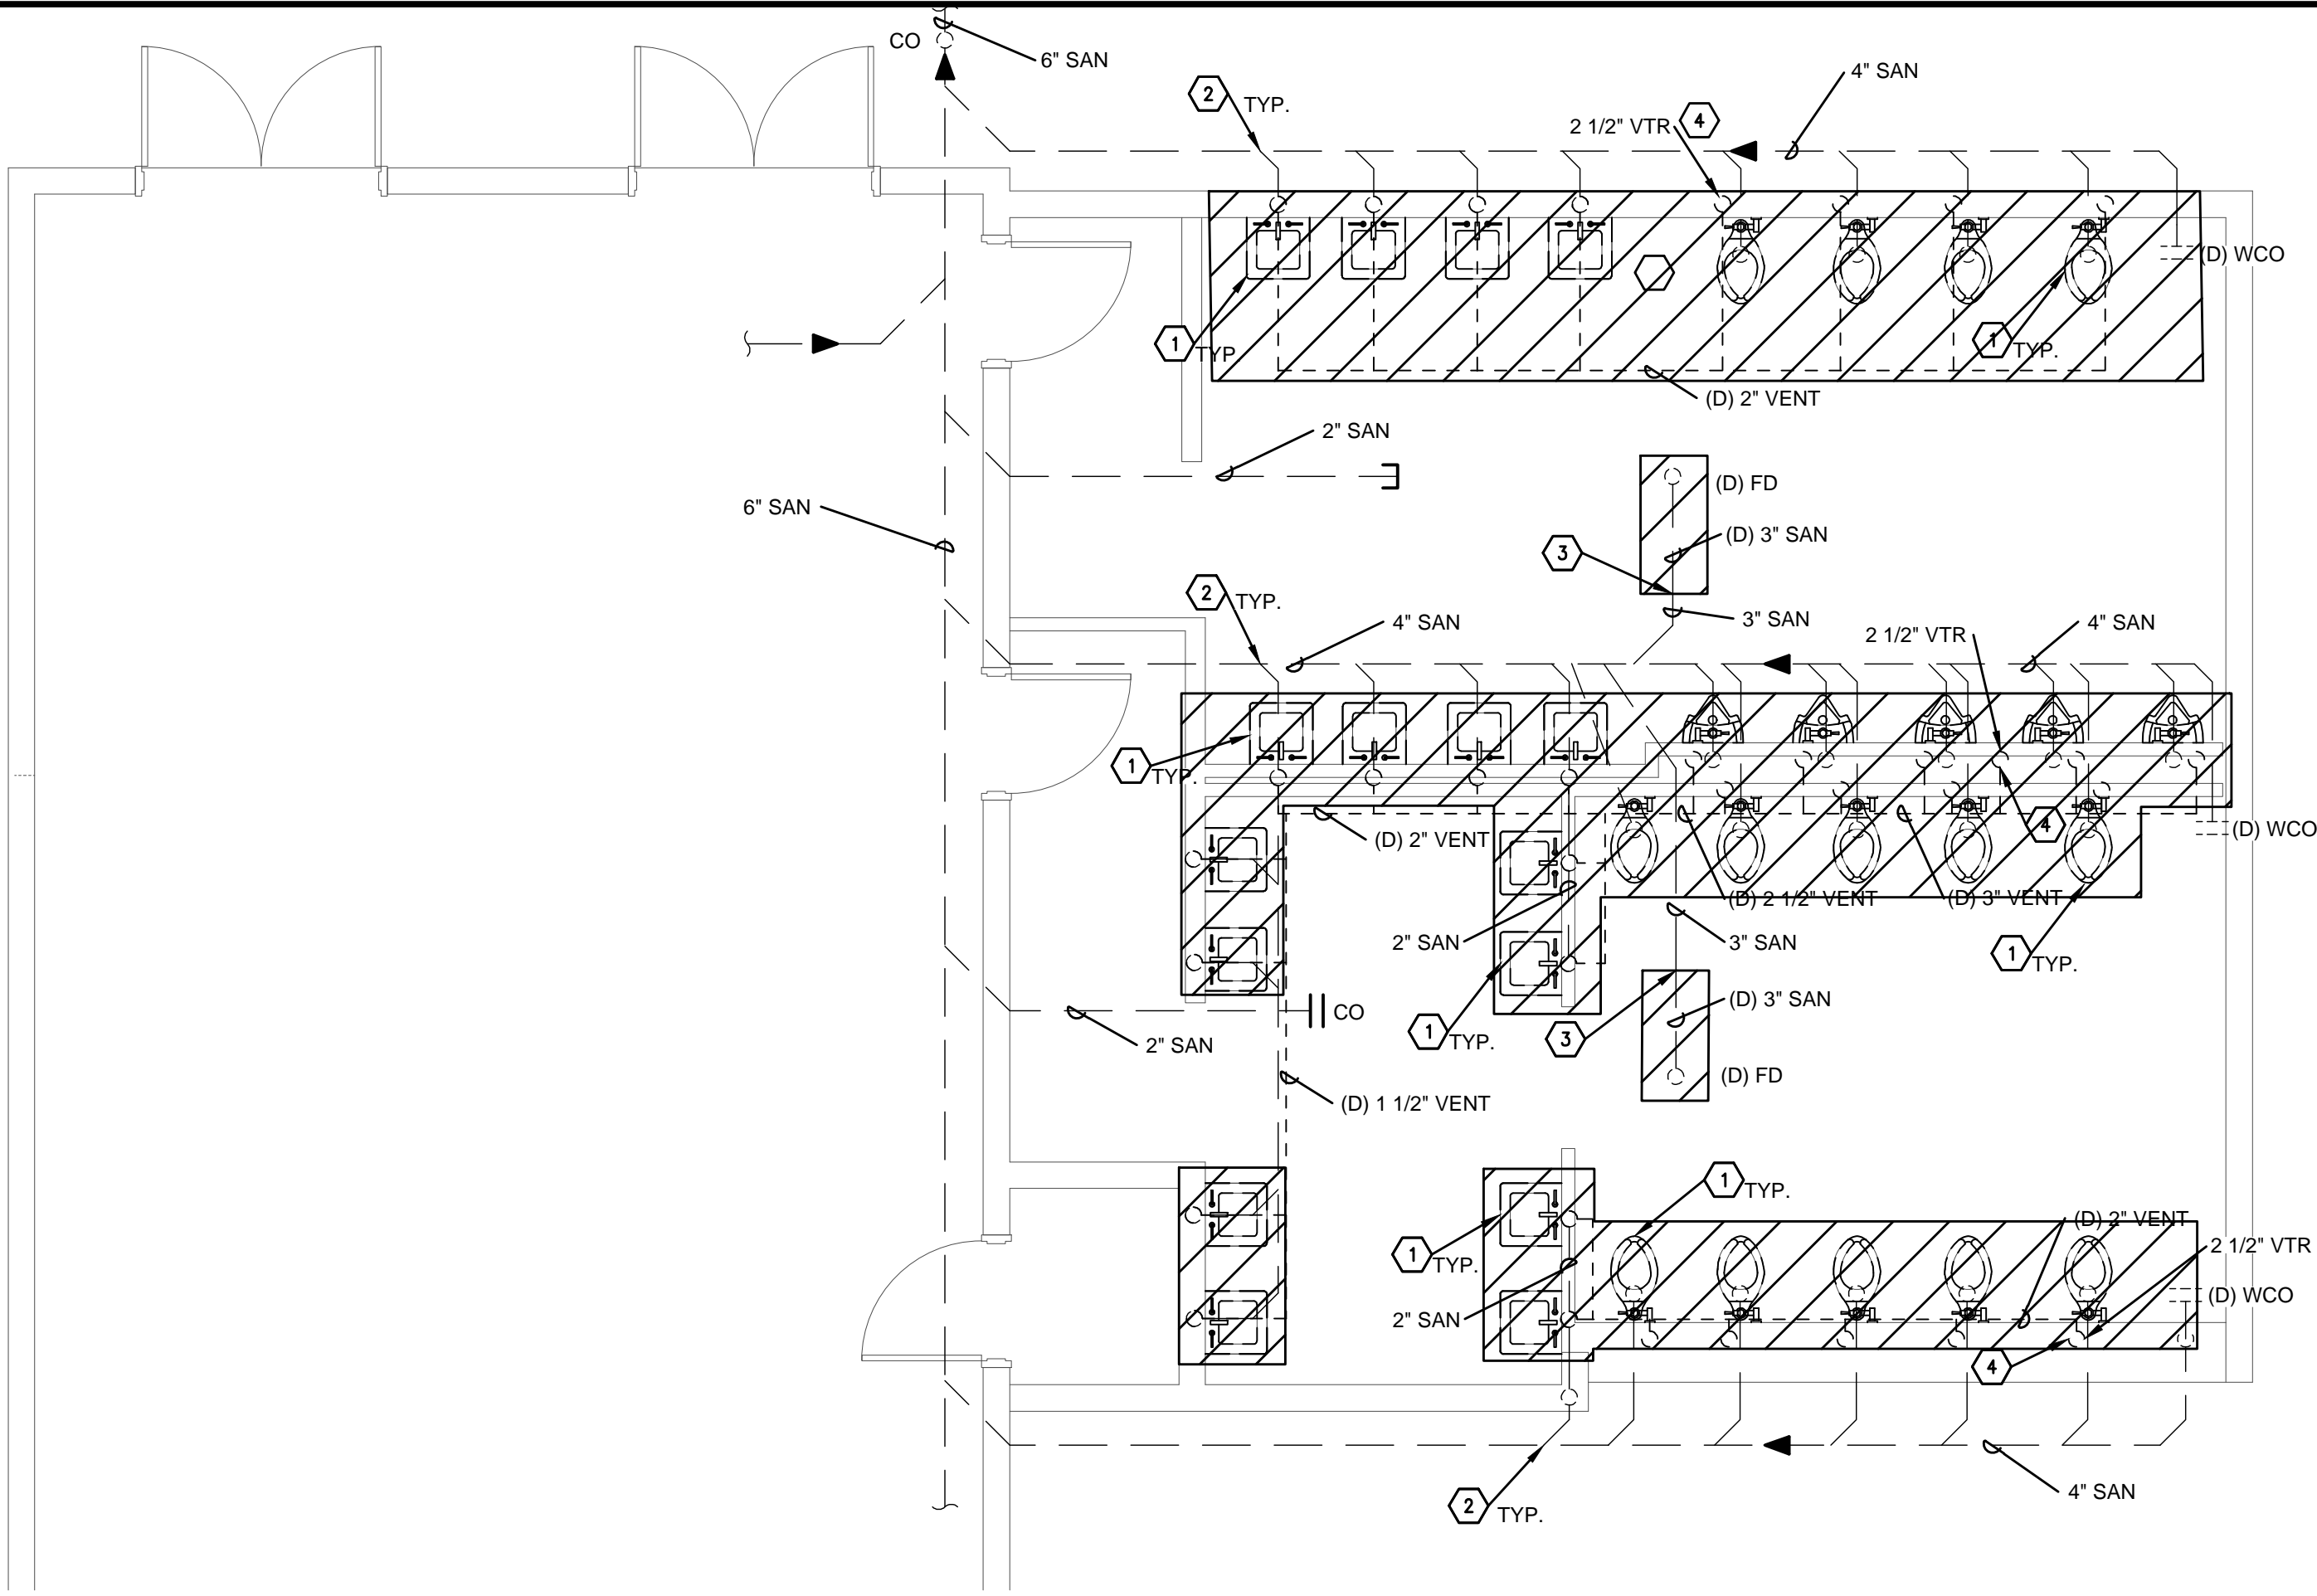 CO
6" SAN
4" SAN
2
TYP.
2 1/2" VTR
4
(D) WCO
1
TYP
1
TYP.
(D) 2" VENT
2" SAN
(D) FD
6" SAN
(D) 3" SAN
3
2
TYP.
3" SAN
4" SAN
2 1/2" VTR
4" SAN
1
TYP.
4
(D) WCO
(D) 2" VENT
(D) 2 1/2" VENT
(D) 3" VENT
2" SAN
3" SAN
1
TYP.
(D) 3" SAN
CO
1
TYP.
3
2" SAN
(D) FD
(D) 1 1/2" VENT
1
TYP.
(D) 2" VENT
2 1/2" VTR
1
TYP.
(D) WCO
2" SAN
4
4" SAN
2
TYP.